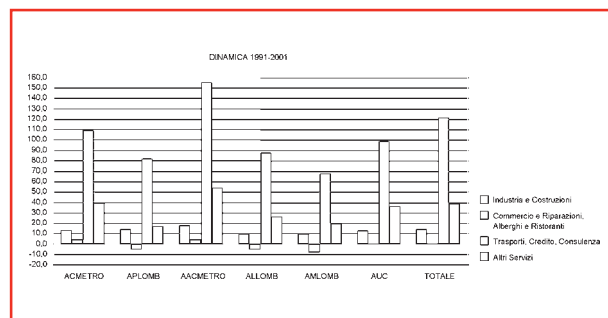 DINAMICA 1991-2001
160,0
150,0
140,0
130,0
120,0
110,0
100,0
90,0
80,0
70,0
60,0
50,0
40,0
30,0
20,0
10,0
0,0
-10,0
-20,0
ACMETRO APLOMB AACMETRO ALLOMB AMLOMB AUC TOTALE
Industria e Costruzioni
Commercio e Riparazioni,
Alberghi e Ristoranti
Trasporti, Credito, Consulenza
Altri Servizi